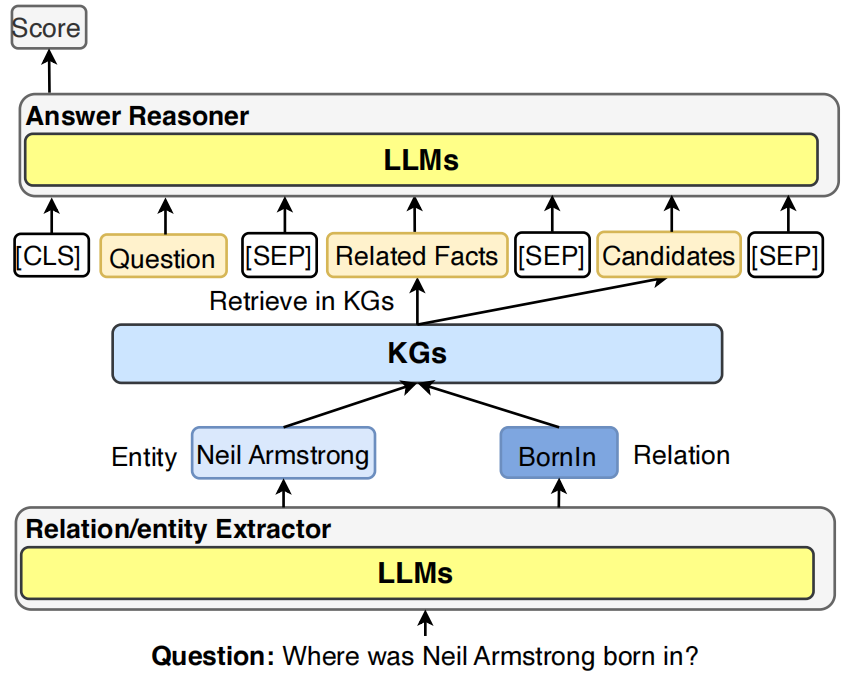 Score
Answer Reasoner
LLMs
[CLS] Question [SEP] Related Facts [SEP] Candidates [SEP]
Retrieve in KGs
KGs
Entity Neil Armstrong BornIn Relation
Relation/entity Extractor
LLMs
Question: Where was Neil Armstrong born in?